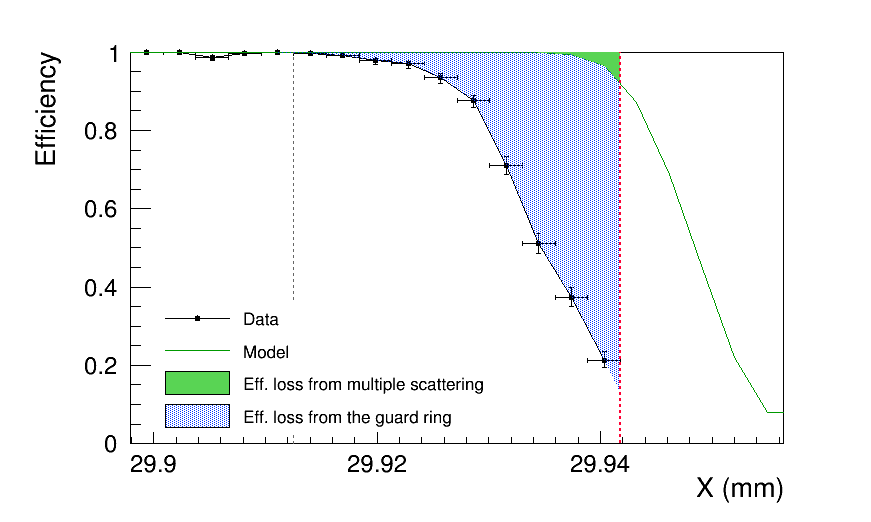 Efficiency
1
0.8
0.6
0.4
0.2
0
Data
Model
Eff. loss from multiple scattering
Eff. loss from the guard ring
29.9 29.92 29.94
X (mm)